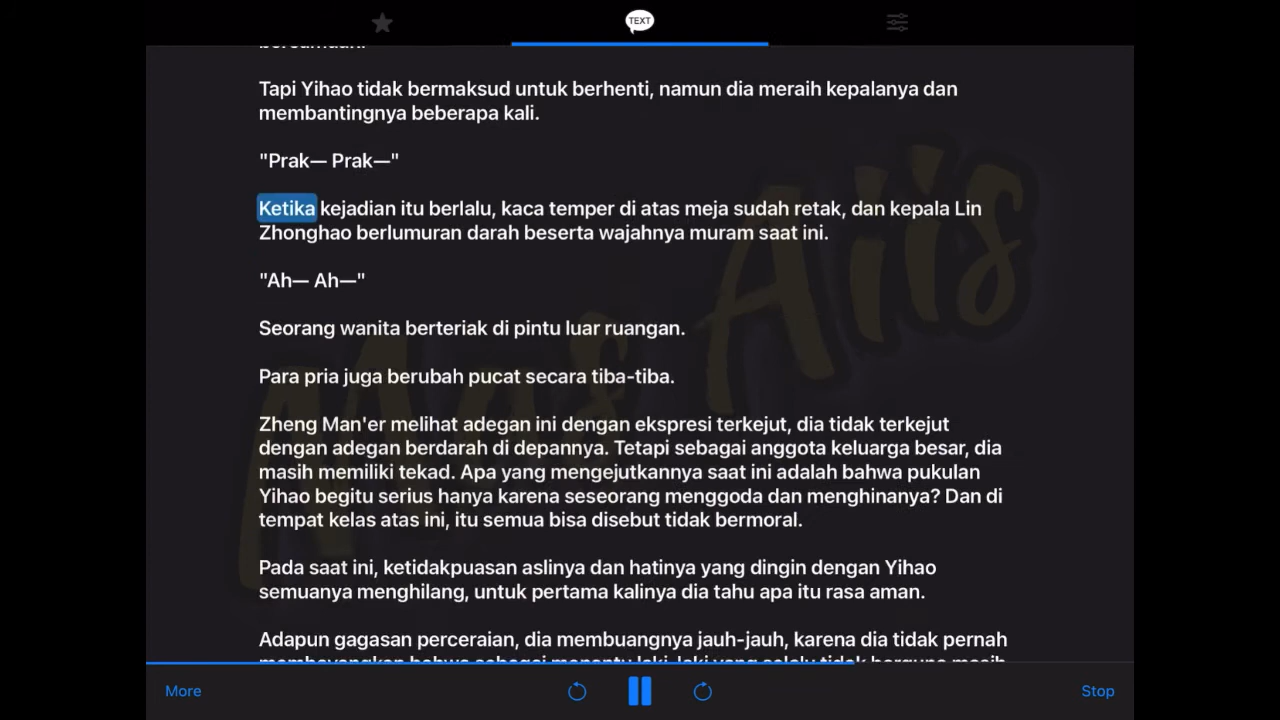 TEXT
Tapi Yihao tidak bermaksud untuk berhenti, namun dia meraih kepalanya dan
membantingnya beberapa kali.
"Prak— Prak—"
Ketika kejadian itu berlalu, kaca temper di atas meja sudah retak, dan kepala Lin
Zhonghao berlumuran darah beserta wajahnya muram saat ini.
"Ah— Ah—"
Seorang wanita berteriak di pintu luar ruangan.
Para pria juga berubah pucat secara tiba-tiba.
Zheng Man'er melihat adegan ini dengan ekspresi terkejut, dia tidak terkejut
dengan adegan berdarah di depannya. Tetapi sebagai anggota keluarga besar, dia
masih memiliki tekad. Apa yang mengejutkannya saat ini adalah bahwa pukulan
Yihao begitu serius hanya karena seseorang menggoda dan menghinanya? Dan di
tempat kelas atas ini, itu semua bisa disebut tidak bermoral.
Pada saat ini, ketidakpuasan aslinya dan hatinya yang dingin dengan Yihao
semuanya menghilang, untuk pertama kalinya dia tahu apa itu rasa aman.
Adapun gagasan perceraian, dia membuangnya jauh-jauh, karena dia tidak pernah
Mas Aiis
More
Stop